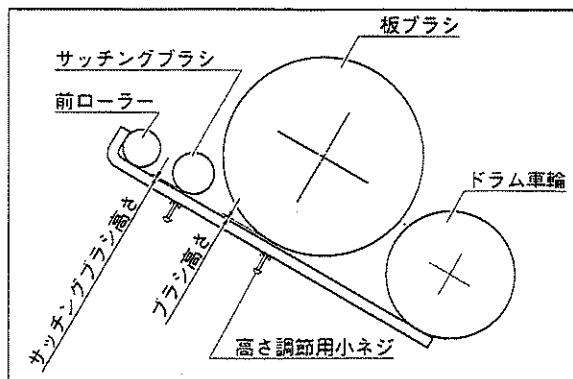 板ブラシ
サッチングブラシ
前ローラー
ドラム車輪
サッチングブラシ高さ
ブラシ高さ
高さ調節用小ネジ